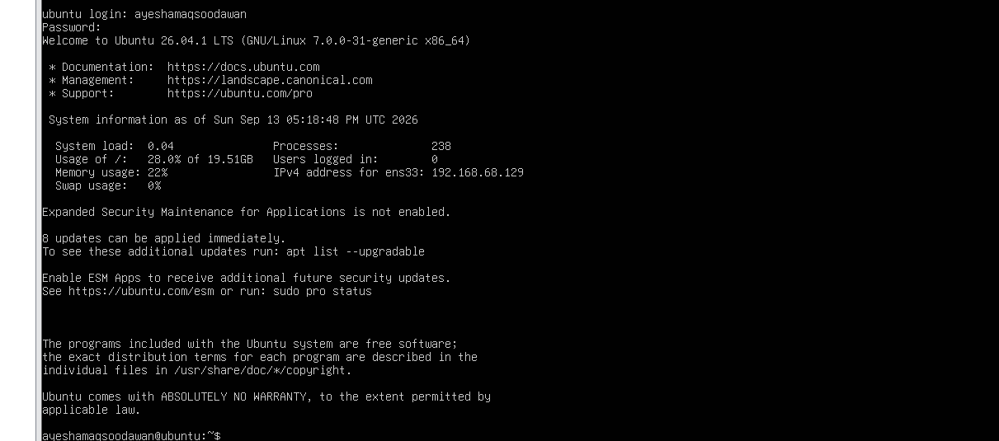 ubuntu login: ayeshamaqsoodawan
Password:
Welcome to Ubuntu 26.04.1 LTS (GNU/Linux 7.0.0-31-generic x86_64)
* Documentation: https://docs.ubuntu.com
* Management: https://landscape.canonical.com
* Support: https://ubuntu.com/pro
System information as of Sun Sep 13 05:18:48 PM UTC 2026
System load: 0.04 Processes: 238
Usage of /: 28.0% of 19.51GB Users logged in: 0
Memory usage: 22% IPv4 address for ens33: 192.168.68.129
Swap usage: 0%
Expanded Security Maintenance for Applications is not enabled.
8 updates can be applied immediately.
To see these additional updates run: apt list --upgradable
Enable ESM Apps to receive additional future security updates.
See https://ubuntu.com/esm or run: sudo pro status
The programs included with the Ubuntu system are free software;
the exact distribution terms for each program are described in the
individual files in /usr/share/doc/*/copyright.
Ubuntu comes with ABSOLUTELY NO WARRANTY, to the extent permitted by
applicable law.
ayeshamaqsoodawan@ubuntu:~$